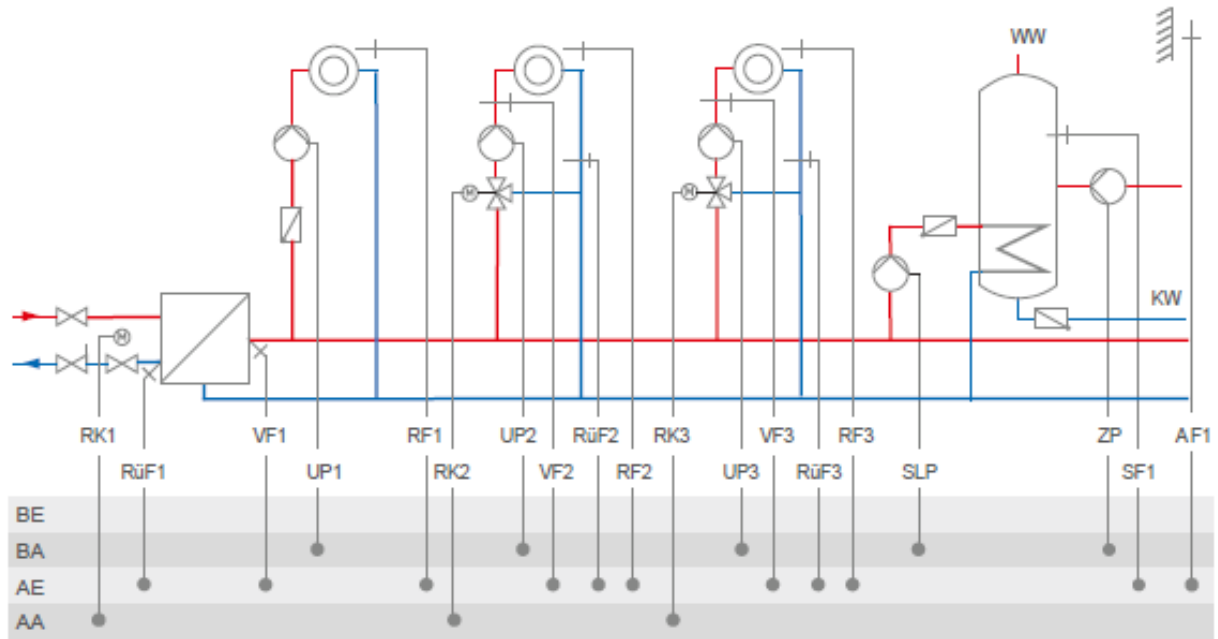 WW
M
M
KW
M
RK1 VF1 RF1 UP2 RüF2 RK3 VF3 RF3 ZP AF1
RüF1 UP1 RK2 VF2 RF2 UP3 RüF3 SLP SF1
BE
BA
AE
AA